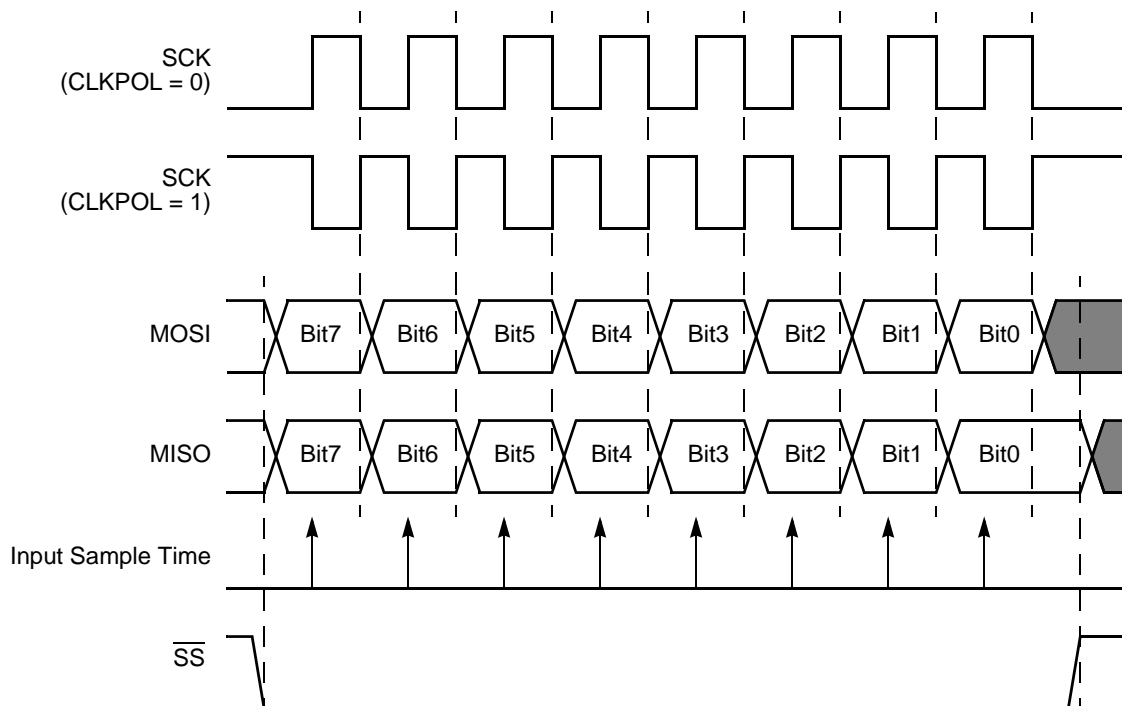 SCK
(CLKPOL = 0)
SCK
(CLKPOL = 1)
MOSI
Bit7 Bit6 Bit5 Bit4 Bit3 Bit2 Bit1 Bit0
MISO
Bit7 Bit6 Bit5 Bit4 Bit3 Bit2 Bit1 Bit0
Input Sample Time
S̅S̅